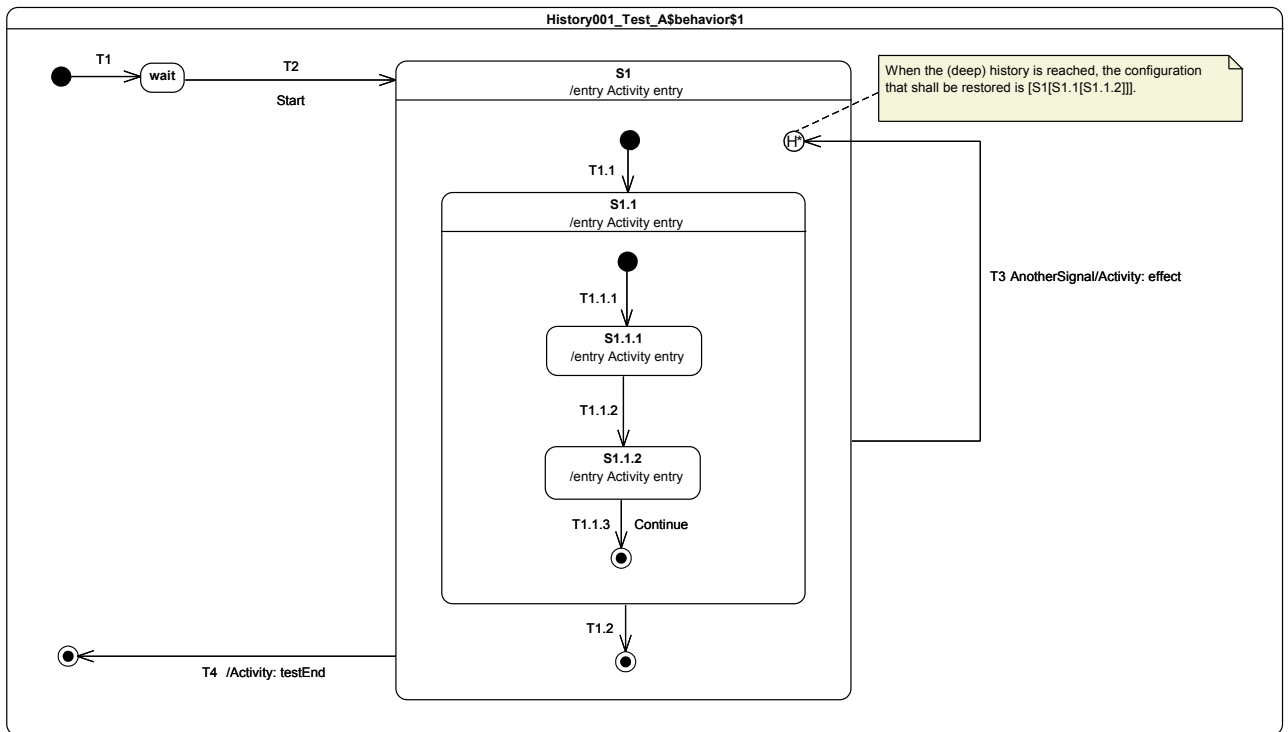 History001_Test_A$behavior$1
T1
wait
T2
Start
S1
/entry Activity entry
When the (deep) history is reached, the configuration
that shall be restored is [S1[S1.1[S1.1.2]]].
H*
T1.1
S1.1
/entry Activity entry
T1.1.1
S1.1.1
/entry Activity entry
T3 AnotherSignal/Activity: effect
T1.1.2
S1.1.2
/entry Activity entry
T1.1.3 Continue
T1.2
T4 /Activity: testEnd